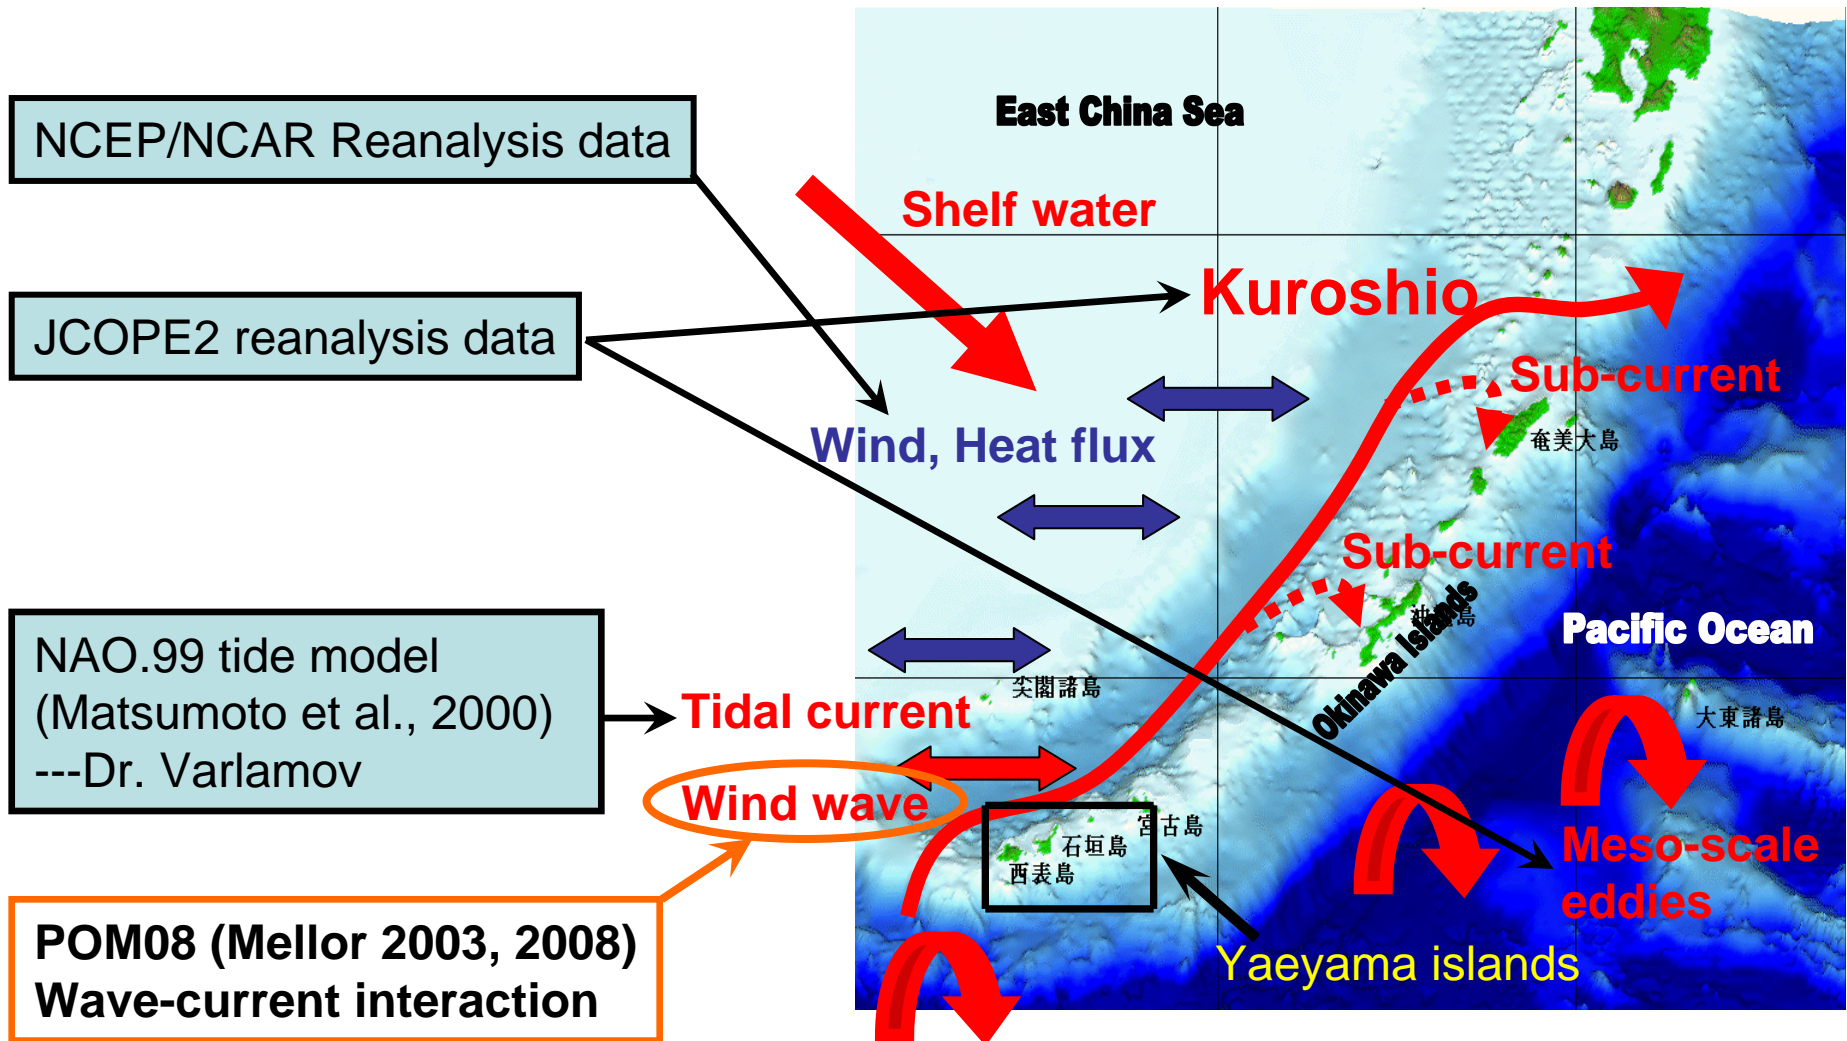 NCEP/NCAR Reanalysis data
East China Sea
Shelf water
Kuroshio
JCOPE2 reanalysis data
Sub-current
Wind, Heat flux
奄美大島
Sub-current
Okinawa Islands
Pacific Ocean
NAO.99 tide model
(Matsumoto et al., 2000)
---Dr. Varlamov
尖閣諸島
Tidal current
大東諸島
Wind wave
宮古島
石垣島
西表島
Meso-scale
eddies
POM08 (Mellor 2003, 2008)
Wave-current interaction
Yaeyama islands